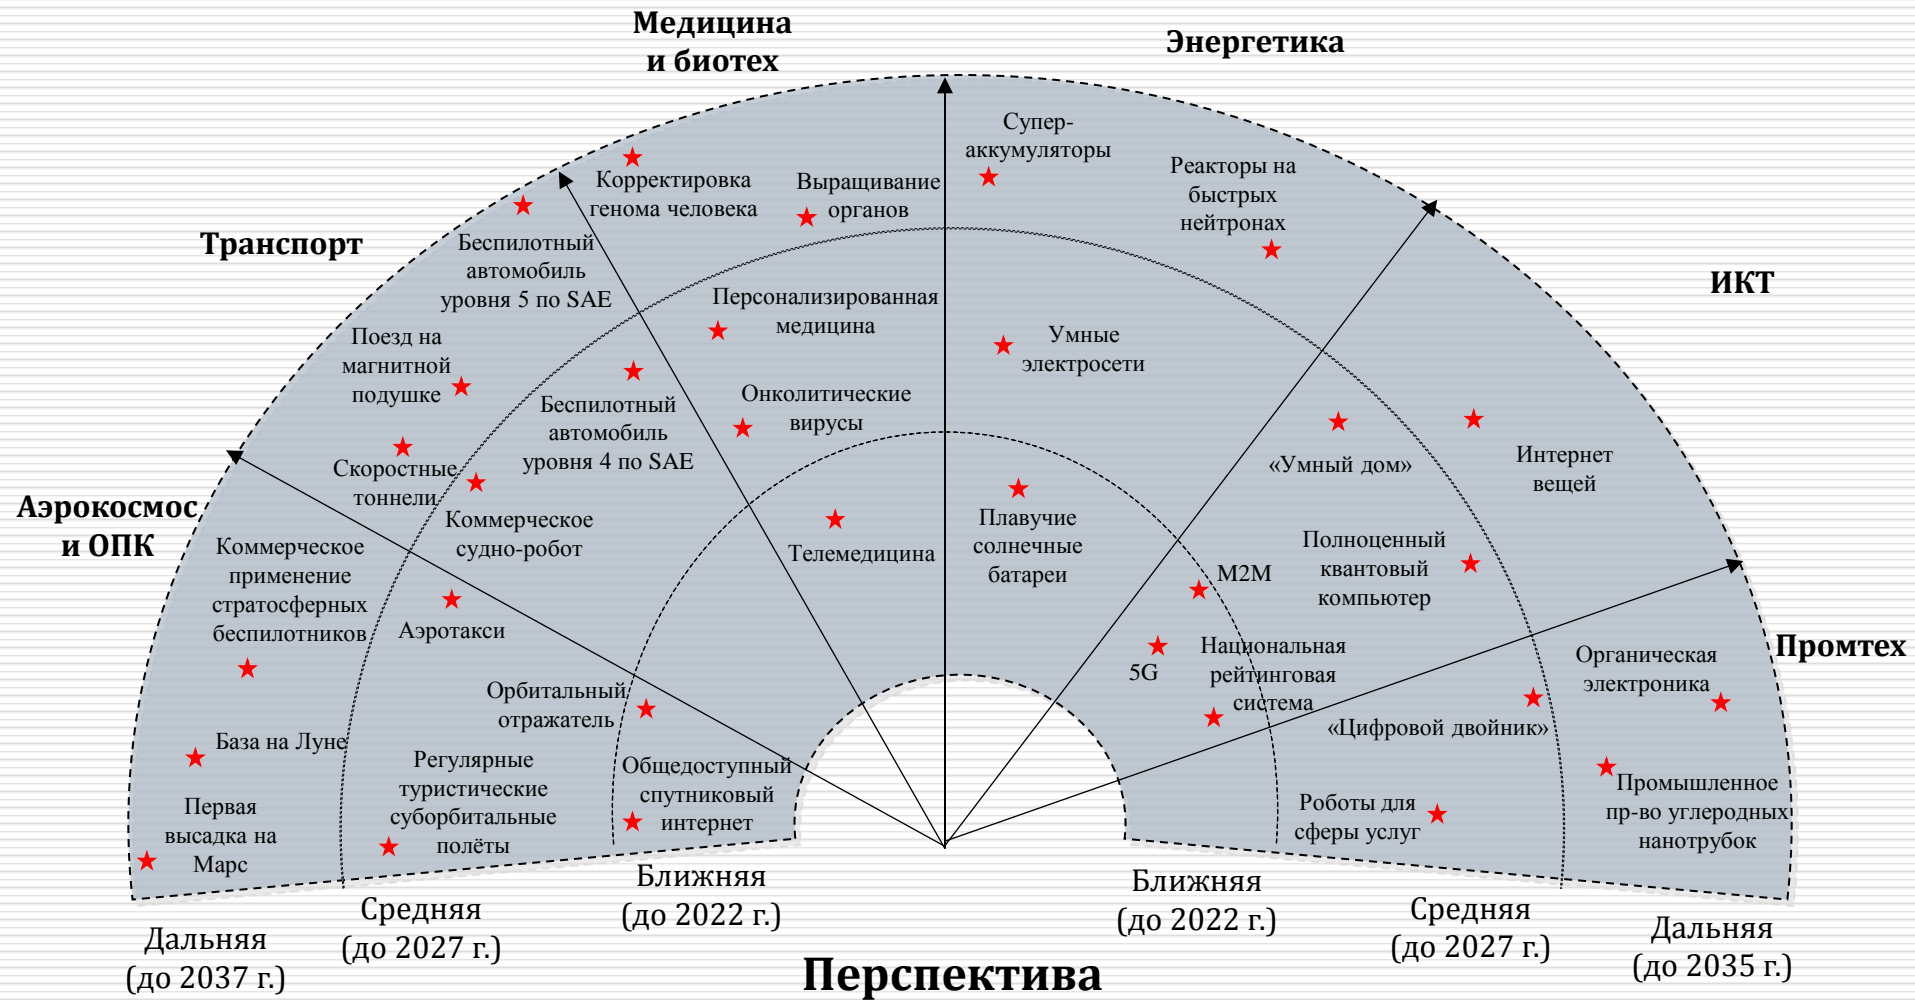 Медицина
и биотех
Энергетика
Транспорт
ИКТ
Аэрокосмос
и ОПК
Промтех
Супер-
аккумуляторы
Реакторы на
быстрых
нейтронах
Корректировка
генома человека
Выращивание
органов
Беспилотный
автомобиль
уровня 5 по SAE
Персонализированная
медицина
Умные
электросети
Поезд на
магнитной
подушке
Беспилотный
автомобиль
уровня 4 по SAE
Онколитические
вирусы
«Умный дом»
Интернет
вещей
Скоростные
тоннели
Коммерческое
судно-робот
Телемедицина
Плавучие
солнечные
батареи
Полноценный
квантовый
компьютер
М2М
Коммерческое
применение
стратосферных
беспилотников
Аэротакси
5G
Национальная
рейтинговая
система
Органическая
электроника
Орбитальный
отражатель
«Цифровой двойник»
База на Луне
Регулярные
туристические
суборбитальные
полёты
Общедоступный
спутниковый
интернет
Роботы для
сферы услуг
Промышленное
пр-во углеродных
нанотрубок
Первая
высадка на
Марс
Дальняя
(до 2037 г.)
Средняя
(до 2027 г.)
Ближняя
(до 2022 г.)
Ближняя
(до 2022 г.)
Средняя
(до 2027 г.)
Дальняя
(до 2035 г.)
Перспектива